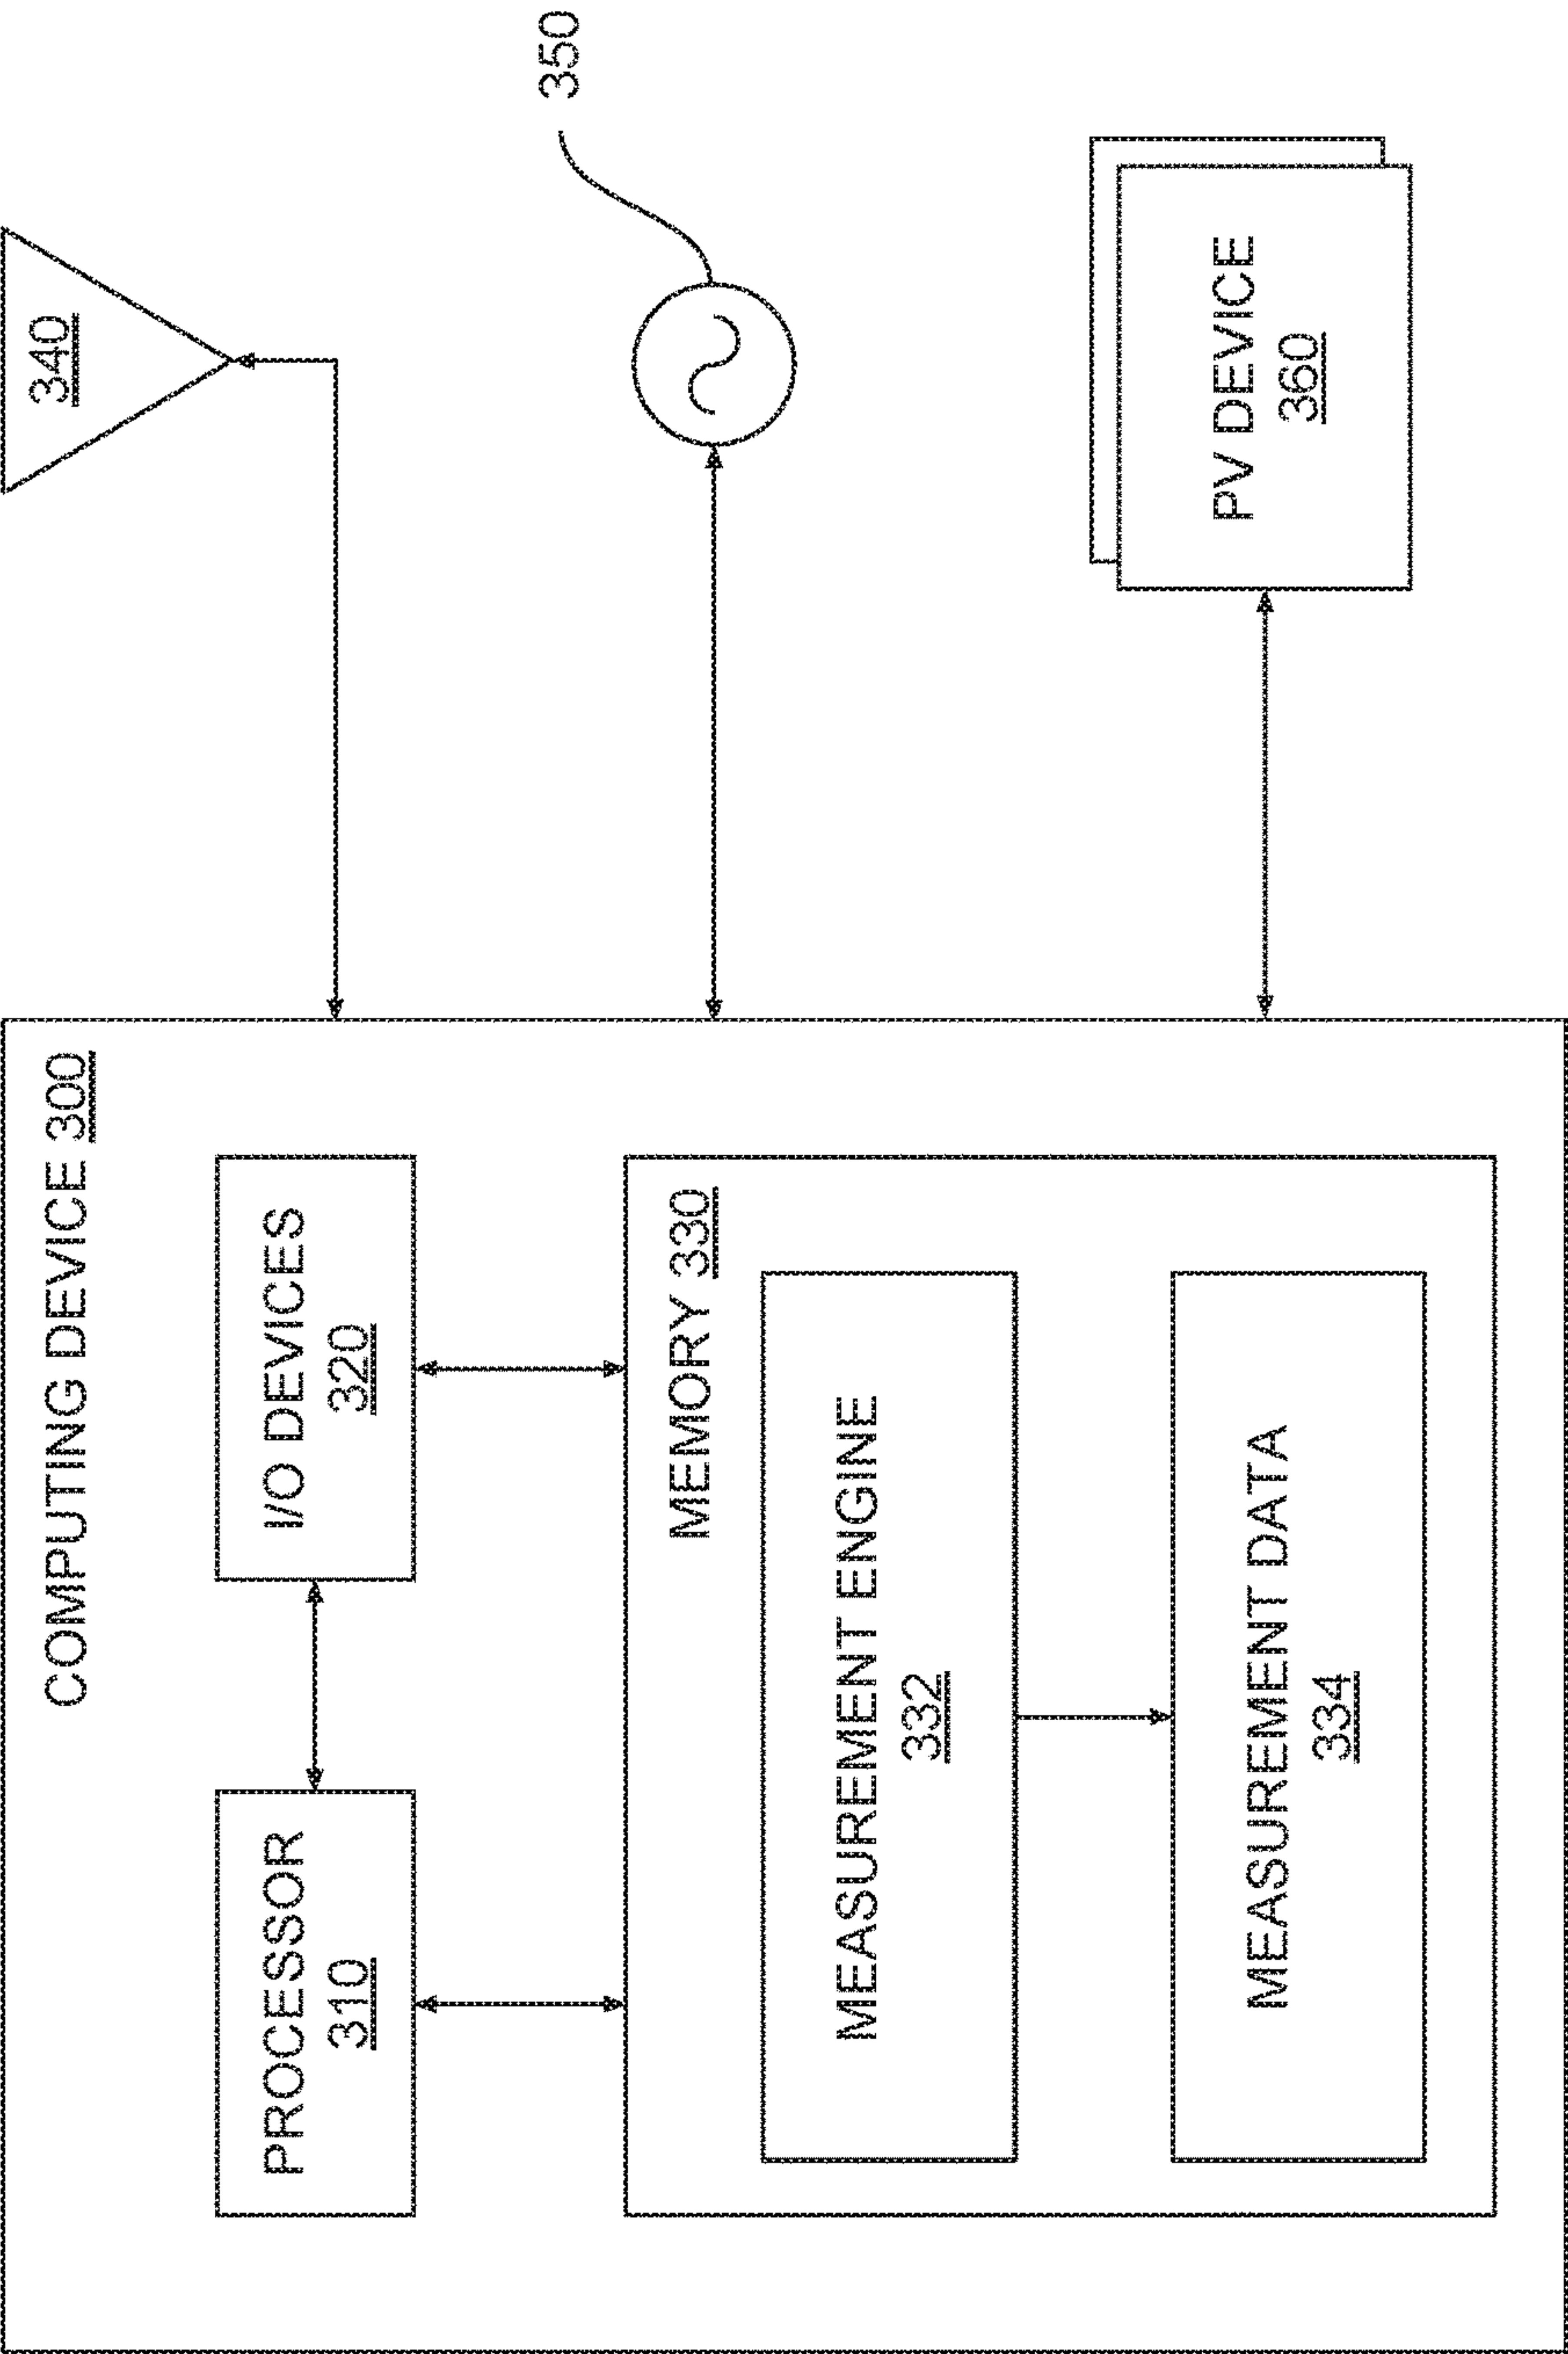 COMPUTING DEVICE 300
PROCESSOR
310
I/O DEVICES
320
MEMORY 330
MEASUREMENT ENGINE
332
MEASUREMENT DATA
334
340
350
PV DEVICE
360